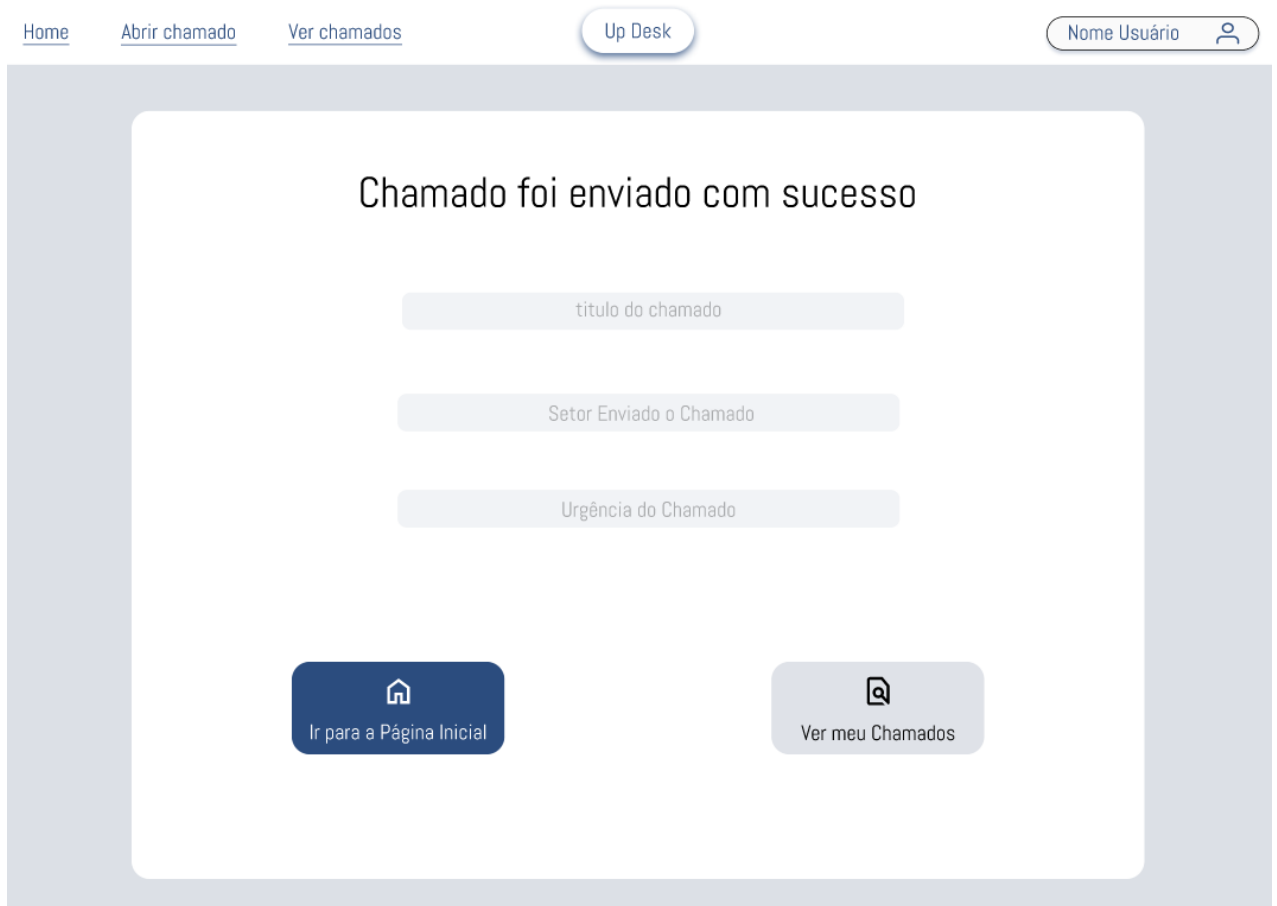 Home
Abrir chamado
Ver chamados
Up Desk
Nome Usuário
Chamado foi enviado com sucesso
titulo do chamado
Setor Enviado o Chamado
Urgência do Chamado
Ir para a Página Inicial
Ver meu Chamados